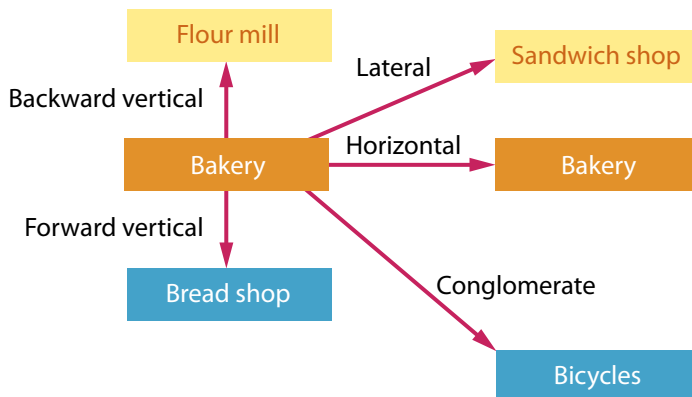 Flour mill
Lateral
Sandwich shop
Backward vertical
Horizontal
Bakery
Bakery
Forward vertical
Bread shop
Conglomerate
Bicycles